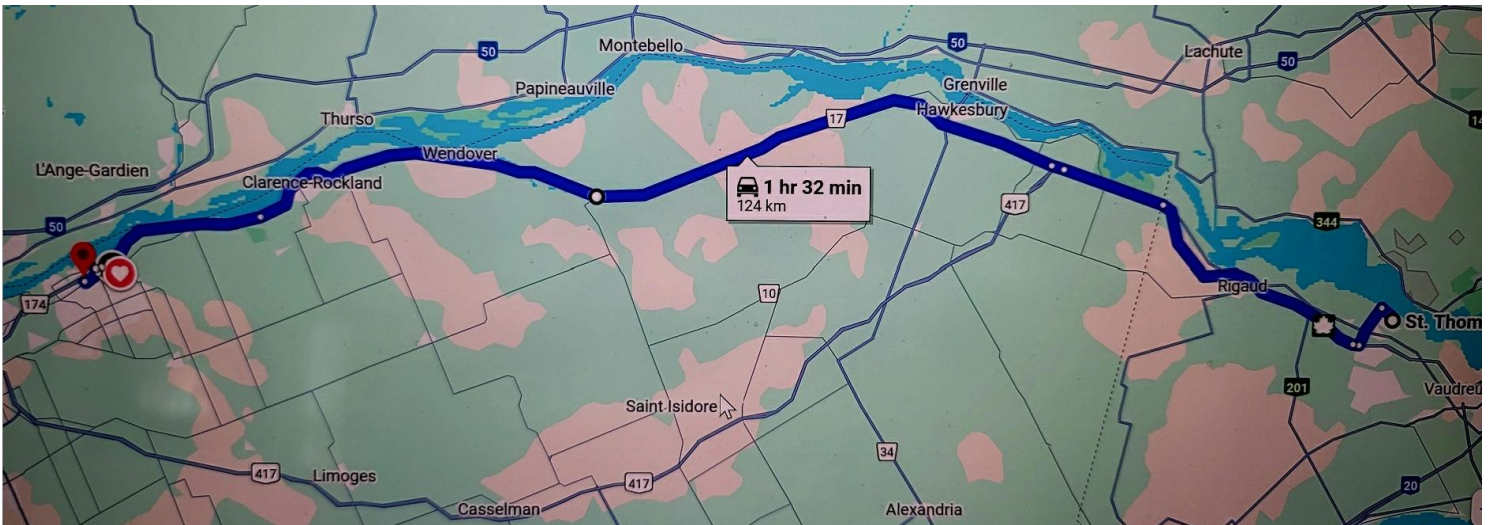 50
Montebello
50
Lachute
50
Papineauville
Grenville
Thurso
17
Hawkesbury
14
Wendover
L'Ange-Gardien
Clarence-Rockland
1 hr 32 min
124 km
417
344
50
174
10
Rigaud
St. Thom
201
Vaudreu
Saint Isidore
34
417
Limoges
417
20
Casselman
Alexandria